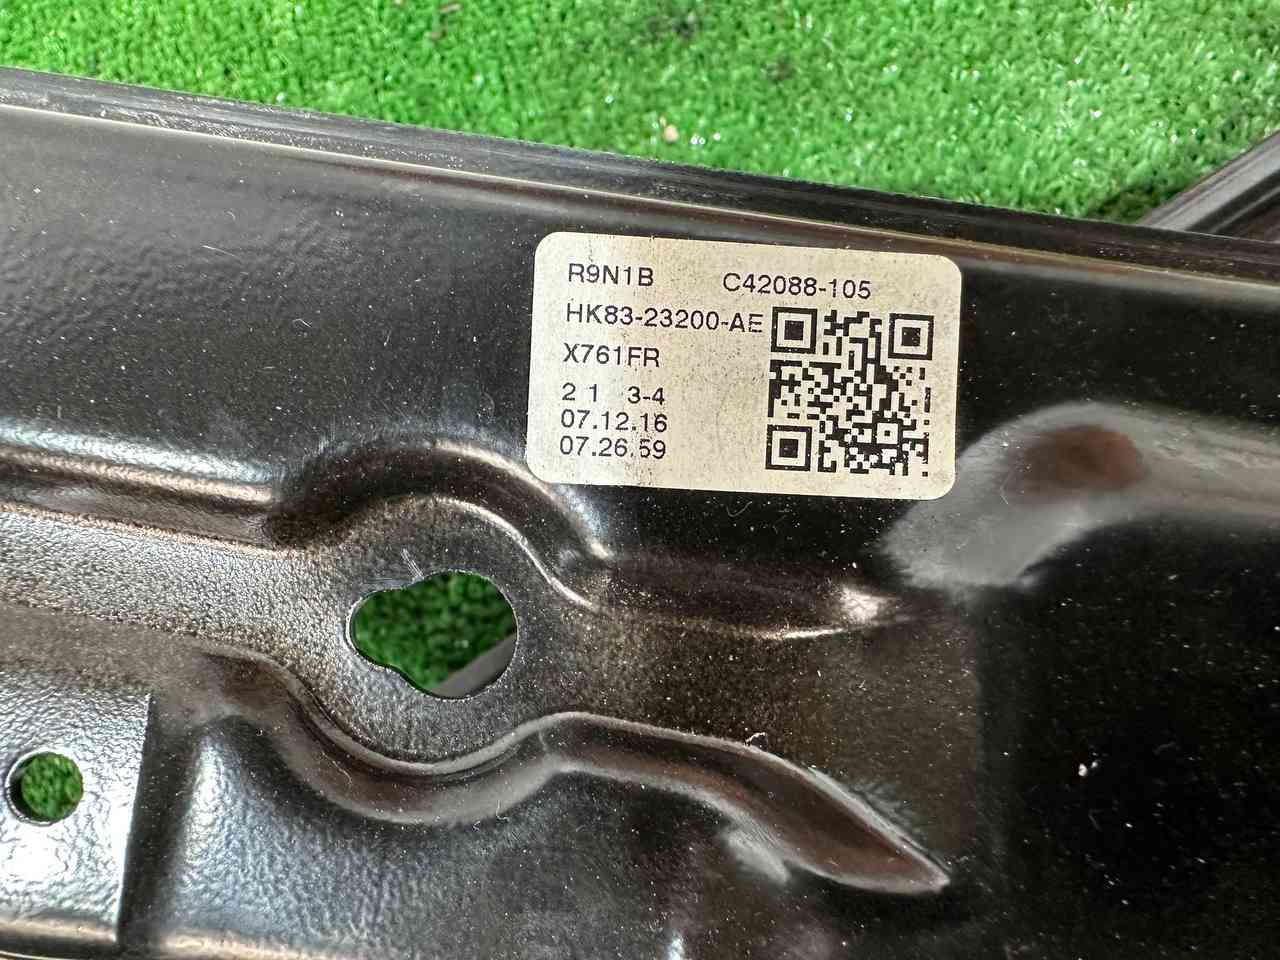 R9N1B C42088-105
HK83-23200-AE
X761FR
2 1 3-4
07.12.16
07.26.59